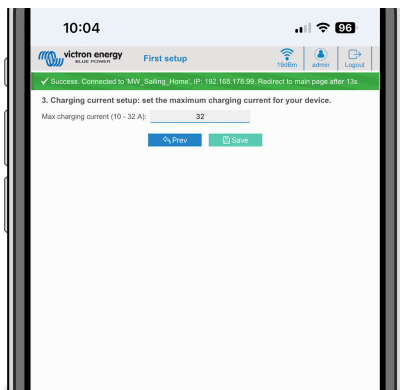 10:04
96
victron energy
BLUE POWER
First setup
19dBm
admin
Logout
Success. Connected to 'MW_Sailing_Home', IP: 192.168.178.99. Redirect to main page after 13s
3. Charging current setup: set the maximum charging current for your device.
Max charging current (10 - 32 A):
32
Prev
Save